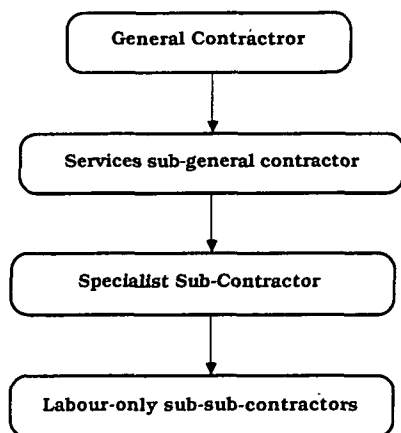 General Contractror
Services sub-general contractor
Specialist Sub-Contractor
Labour-only sub-sub-contractors